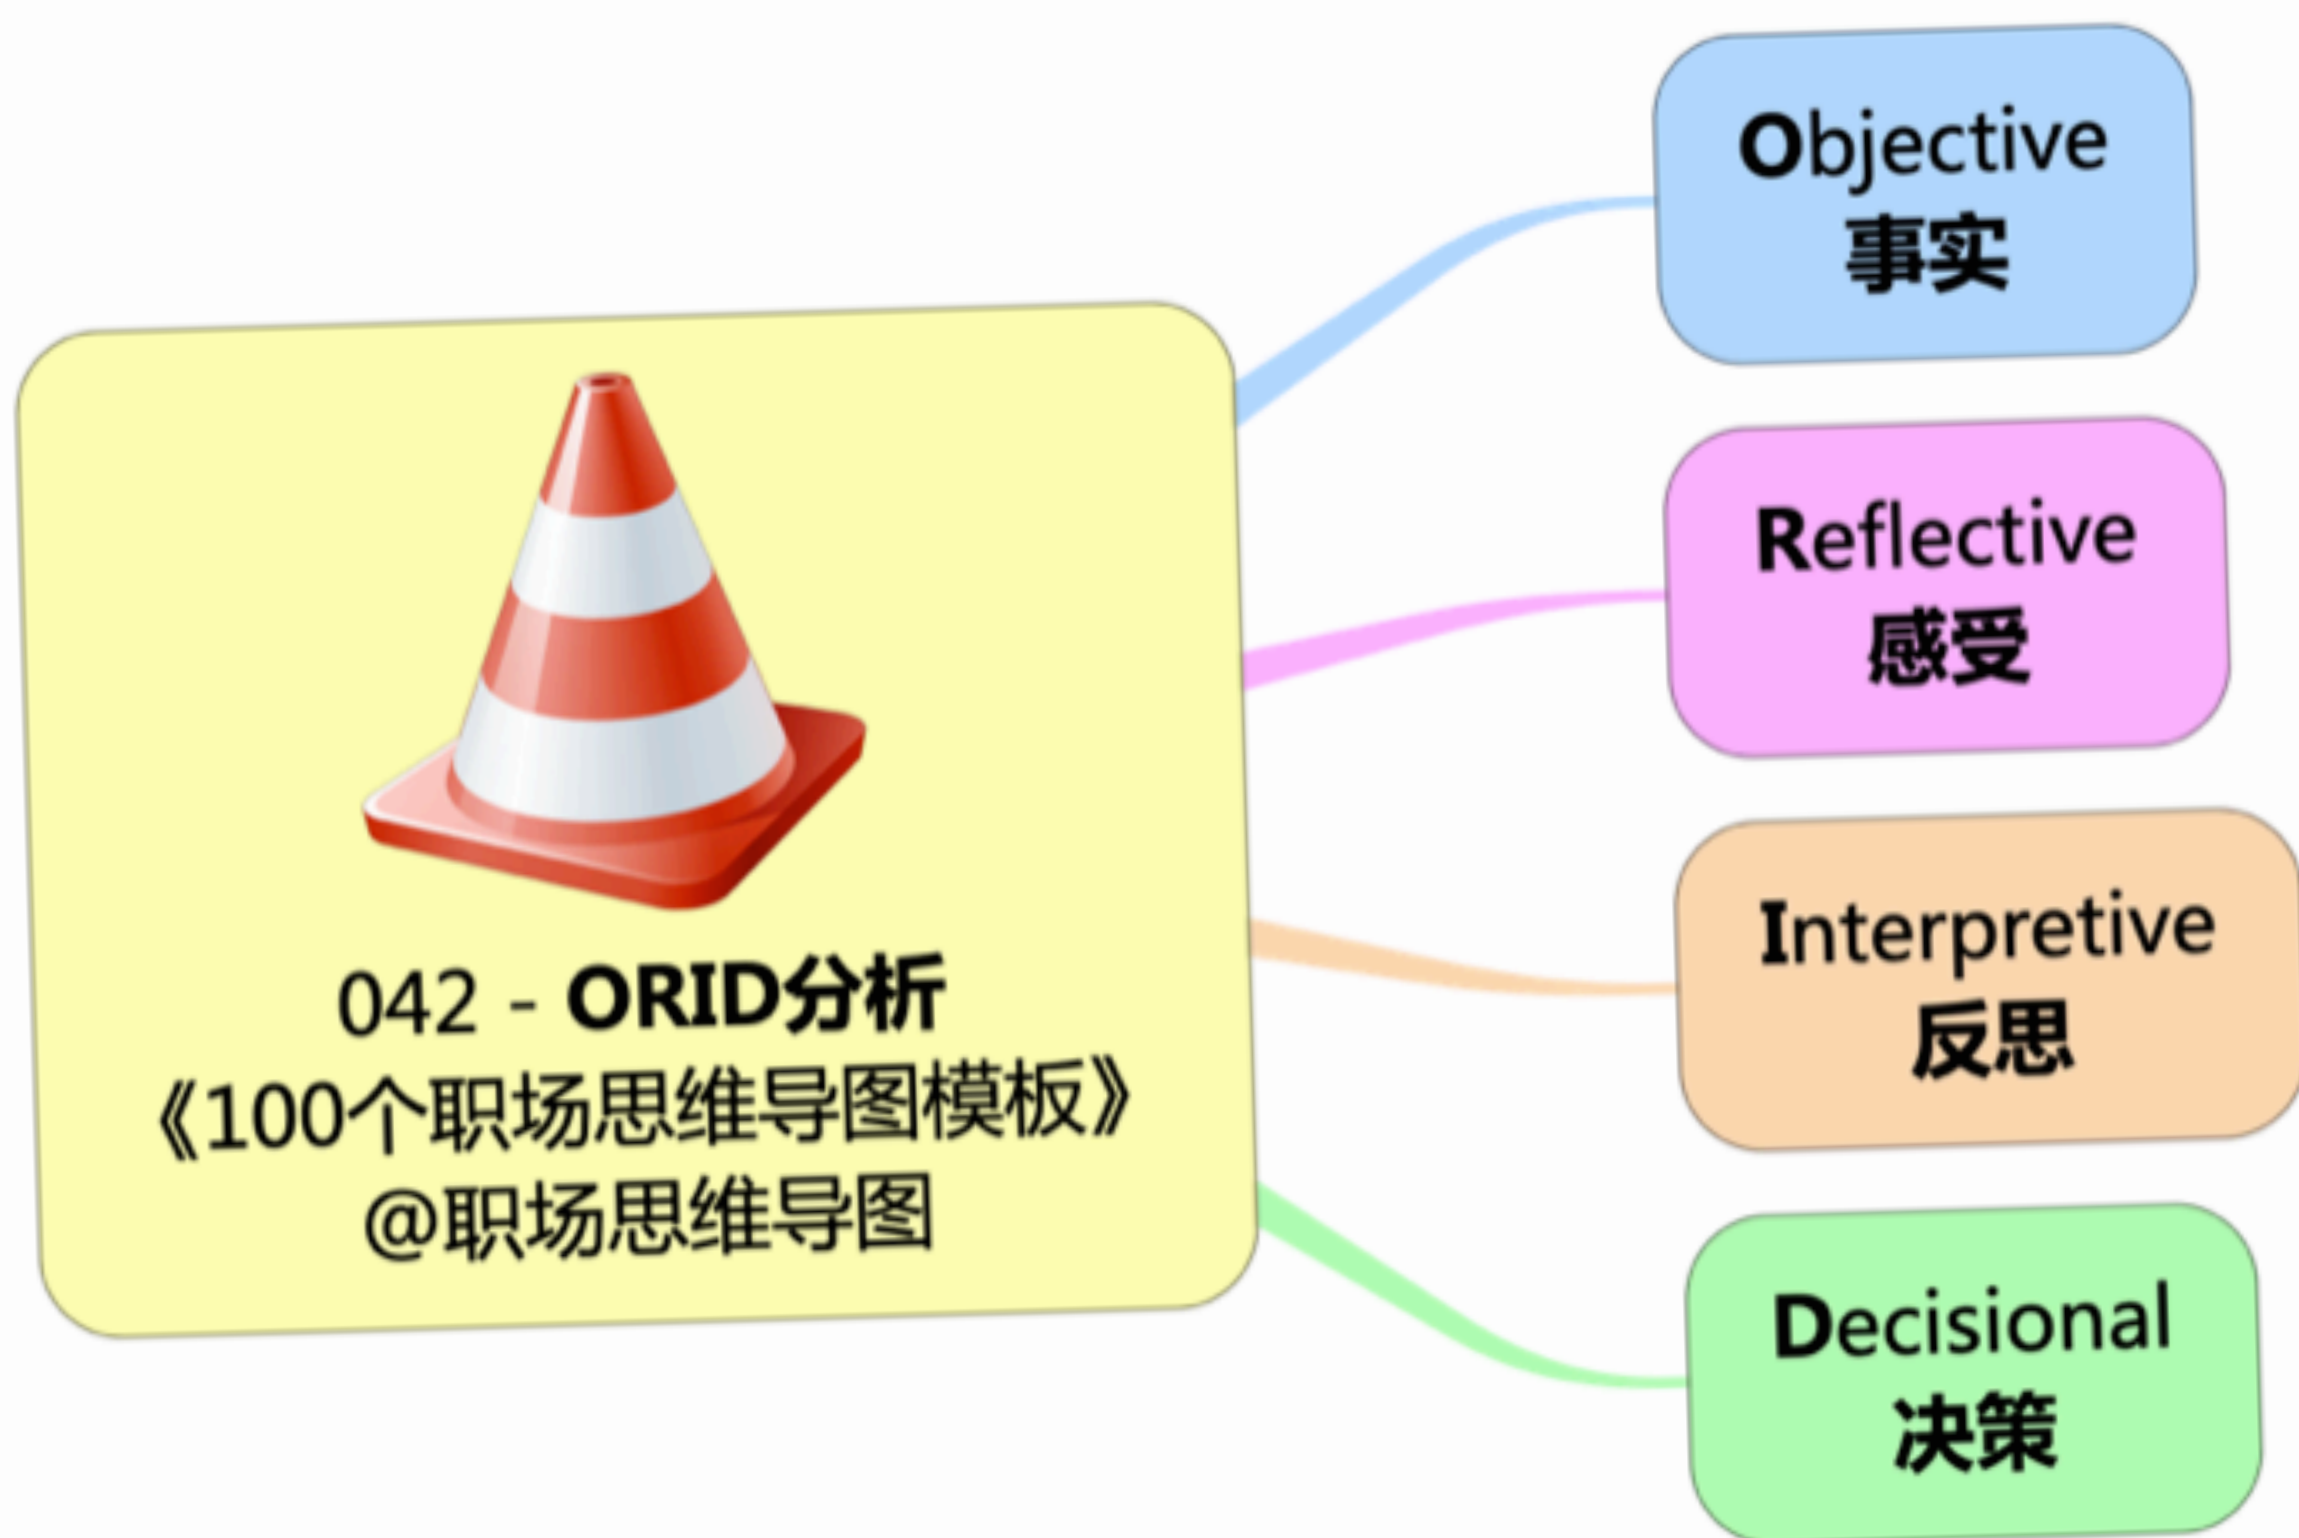 042 - ORID分析
《100个职场思维导图模板》
@职场思维导图
Objective
事实
Reflective
感受
Interpretive
反思
Decisional
决策